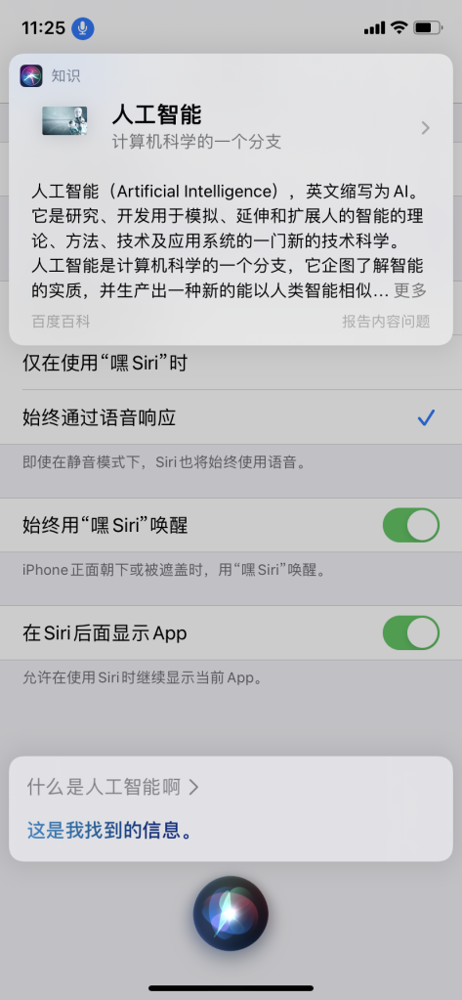 11:25
知识
人工智能
计算机科学的一个分支
人工智能（Artificial Intelligence），英文缩写为 AI。
它是研究、开发用于模拟、延伸和扩展人的智能的理
论、方法、技术及应用系统的一门新的技术科学。
人工智能是计算机科学的一个分支，它企图了解智能
的实质，并生产出一种新的能以人类智能相似... 更多
百度百科 报告内容问题
仅在使用“嘿 Siri”时
始终通过语音响应
即使在静音模式下，Siri 也将始终使用语音。
始终用“嘿 Siri”唤醒
iPhone 正面朝下或被遮盖时，用“嘿 Siri”唤醒。
在 Siri 后面显示 App
允许在使用 Siri 时继续显示当前 App。
什么是人工智能啊
这是我找到的信息。